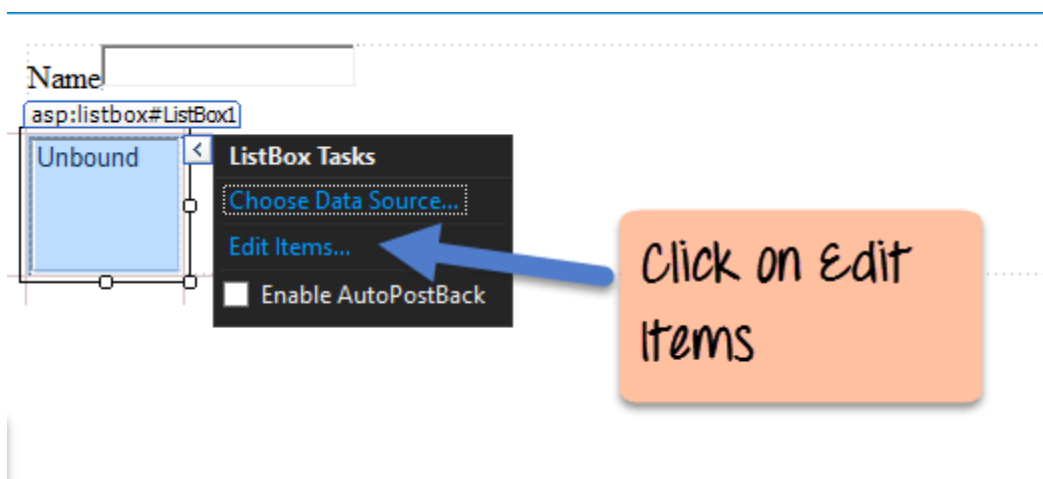 Name
asp:listbox#ListBox1
Unbound
<
ListBox Tasks
Choose Data Source...
Edit Items...
Enable AutoPostBack
Click on Edit
Items